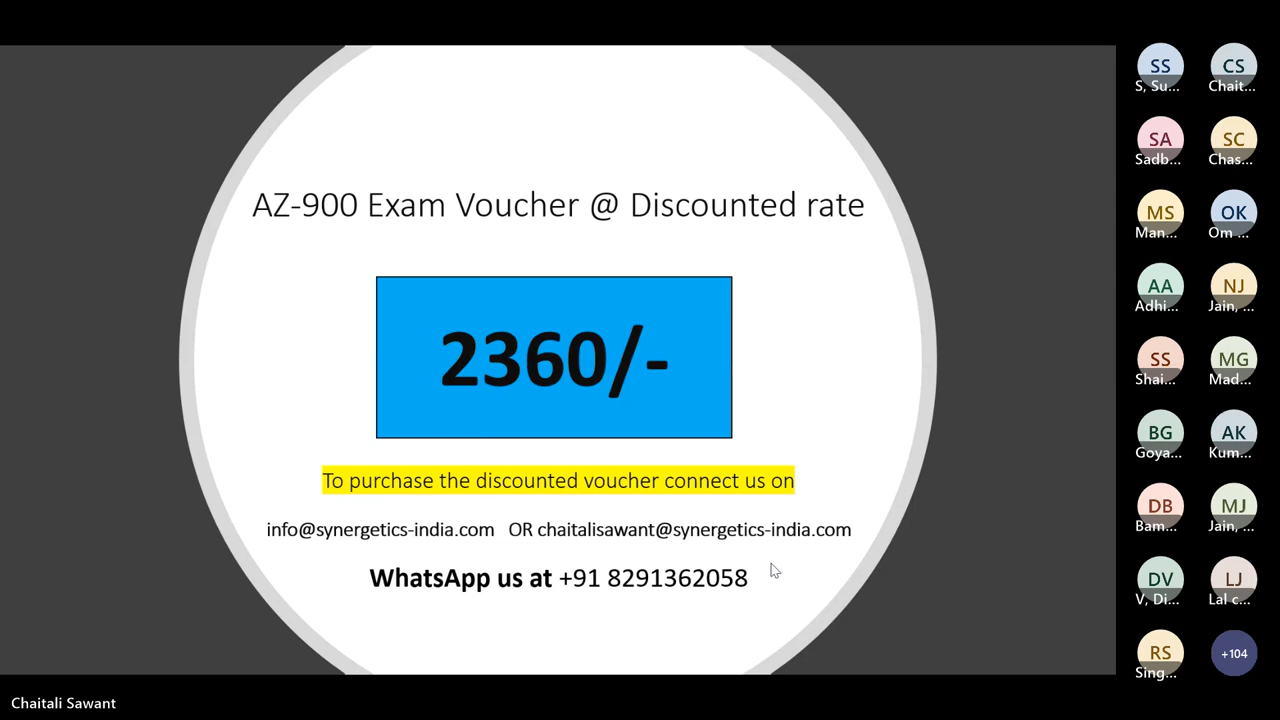 AZ-900 Exam Voucher @ Discounted rate
2360/-
To purchase the discounted voucher connect us on
info@synergetics-india.com OR chaitalisawant@synergetics-india.com
WhatsApp us at +91 8291362058
SS CS
S, Su... Chait...
SA SC
Sadb... Chas...
MS OK
Man... Om ...
AA NJ
Adhi... Jain, ...
SS MG
Shai... Mad...
BG AK
Goya... Kum...
DB MJ
Bam... Jain, ...
DV LJ
V, Di... Lal c...
RS +104
Sing...
Chaitali Sawant